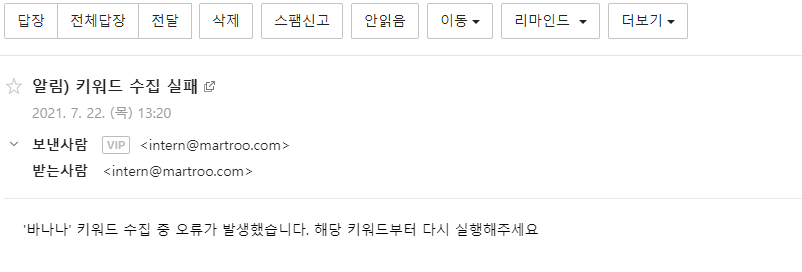 답장 전체답장 전달 삭제 스팸신고 안읽음 이동 리마인드 더보기
알림) 키워드 수집 실패
2021. 7. 22. (목) 13:20
보낸사람 VIP <intern@martroo.com>
받는사람 <intern@martroo.com>
'바나나' 키워드 수집 중 오류가 발생했습니다. 해당 키워드부터 다시 실행해주세요